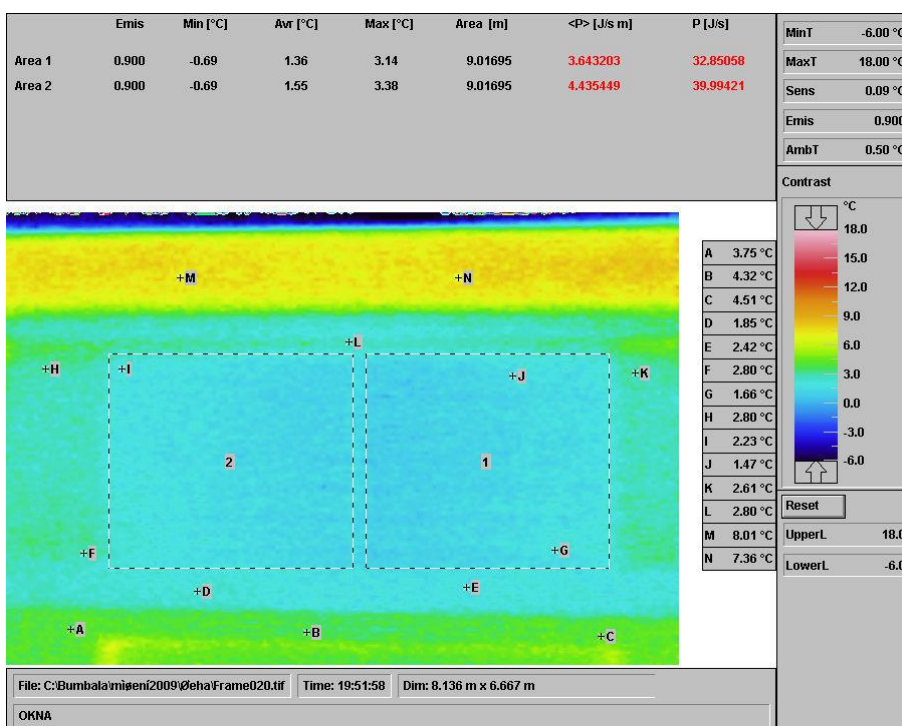 Emis Min [°C] Avr [°C] Max [°C] Area [m] <P> [J/s m] P [J/s]
Area 1 0.900 -0.69 1.36 3.14 9.01695 3.643203 32.85058
Area 2 0.900 -0.69 1.55 3.38 9.01695 4.435449 39.99421
MinT -6.00 °C
MaxT 18.00 °C
Sens 0.09 °C
Emis 0.900
AmbT 0.50 °C
Contrast
°C
18.0
15.0
12.0
9.0
6.0
3.0
0.0
-3.0
-6.0
Reset
UpperL 18.0
LowerL -6.0
M
N
L
H
I
J
K
2
1
F
G
D
E
A
B
C
A 3.75 °C
B 4.32 °C
C 4.51 °C
D 1.85 °C
E 2.42 °C
F 2.80 °C
G 1.66 °C
H 2.80 °C
I 2.23 °C
J 1.47 °C
K 2.61 °C
L 2.80 °C
M 8.01 °C
N 7.36 °C
File: C:\Bumbala\mìøení2009\Øeha\Frame020.tif Time: 19:51:58 Dim: 8.136 m x 6.667 m
OKNA